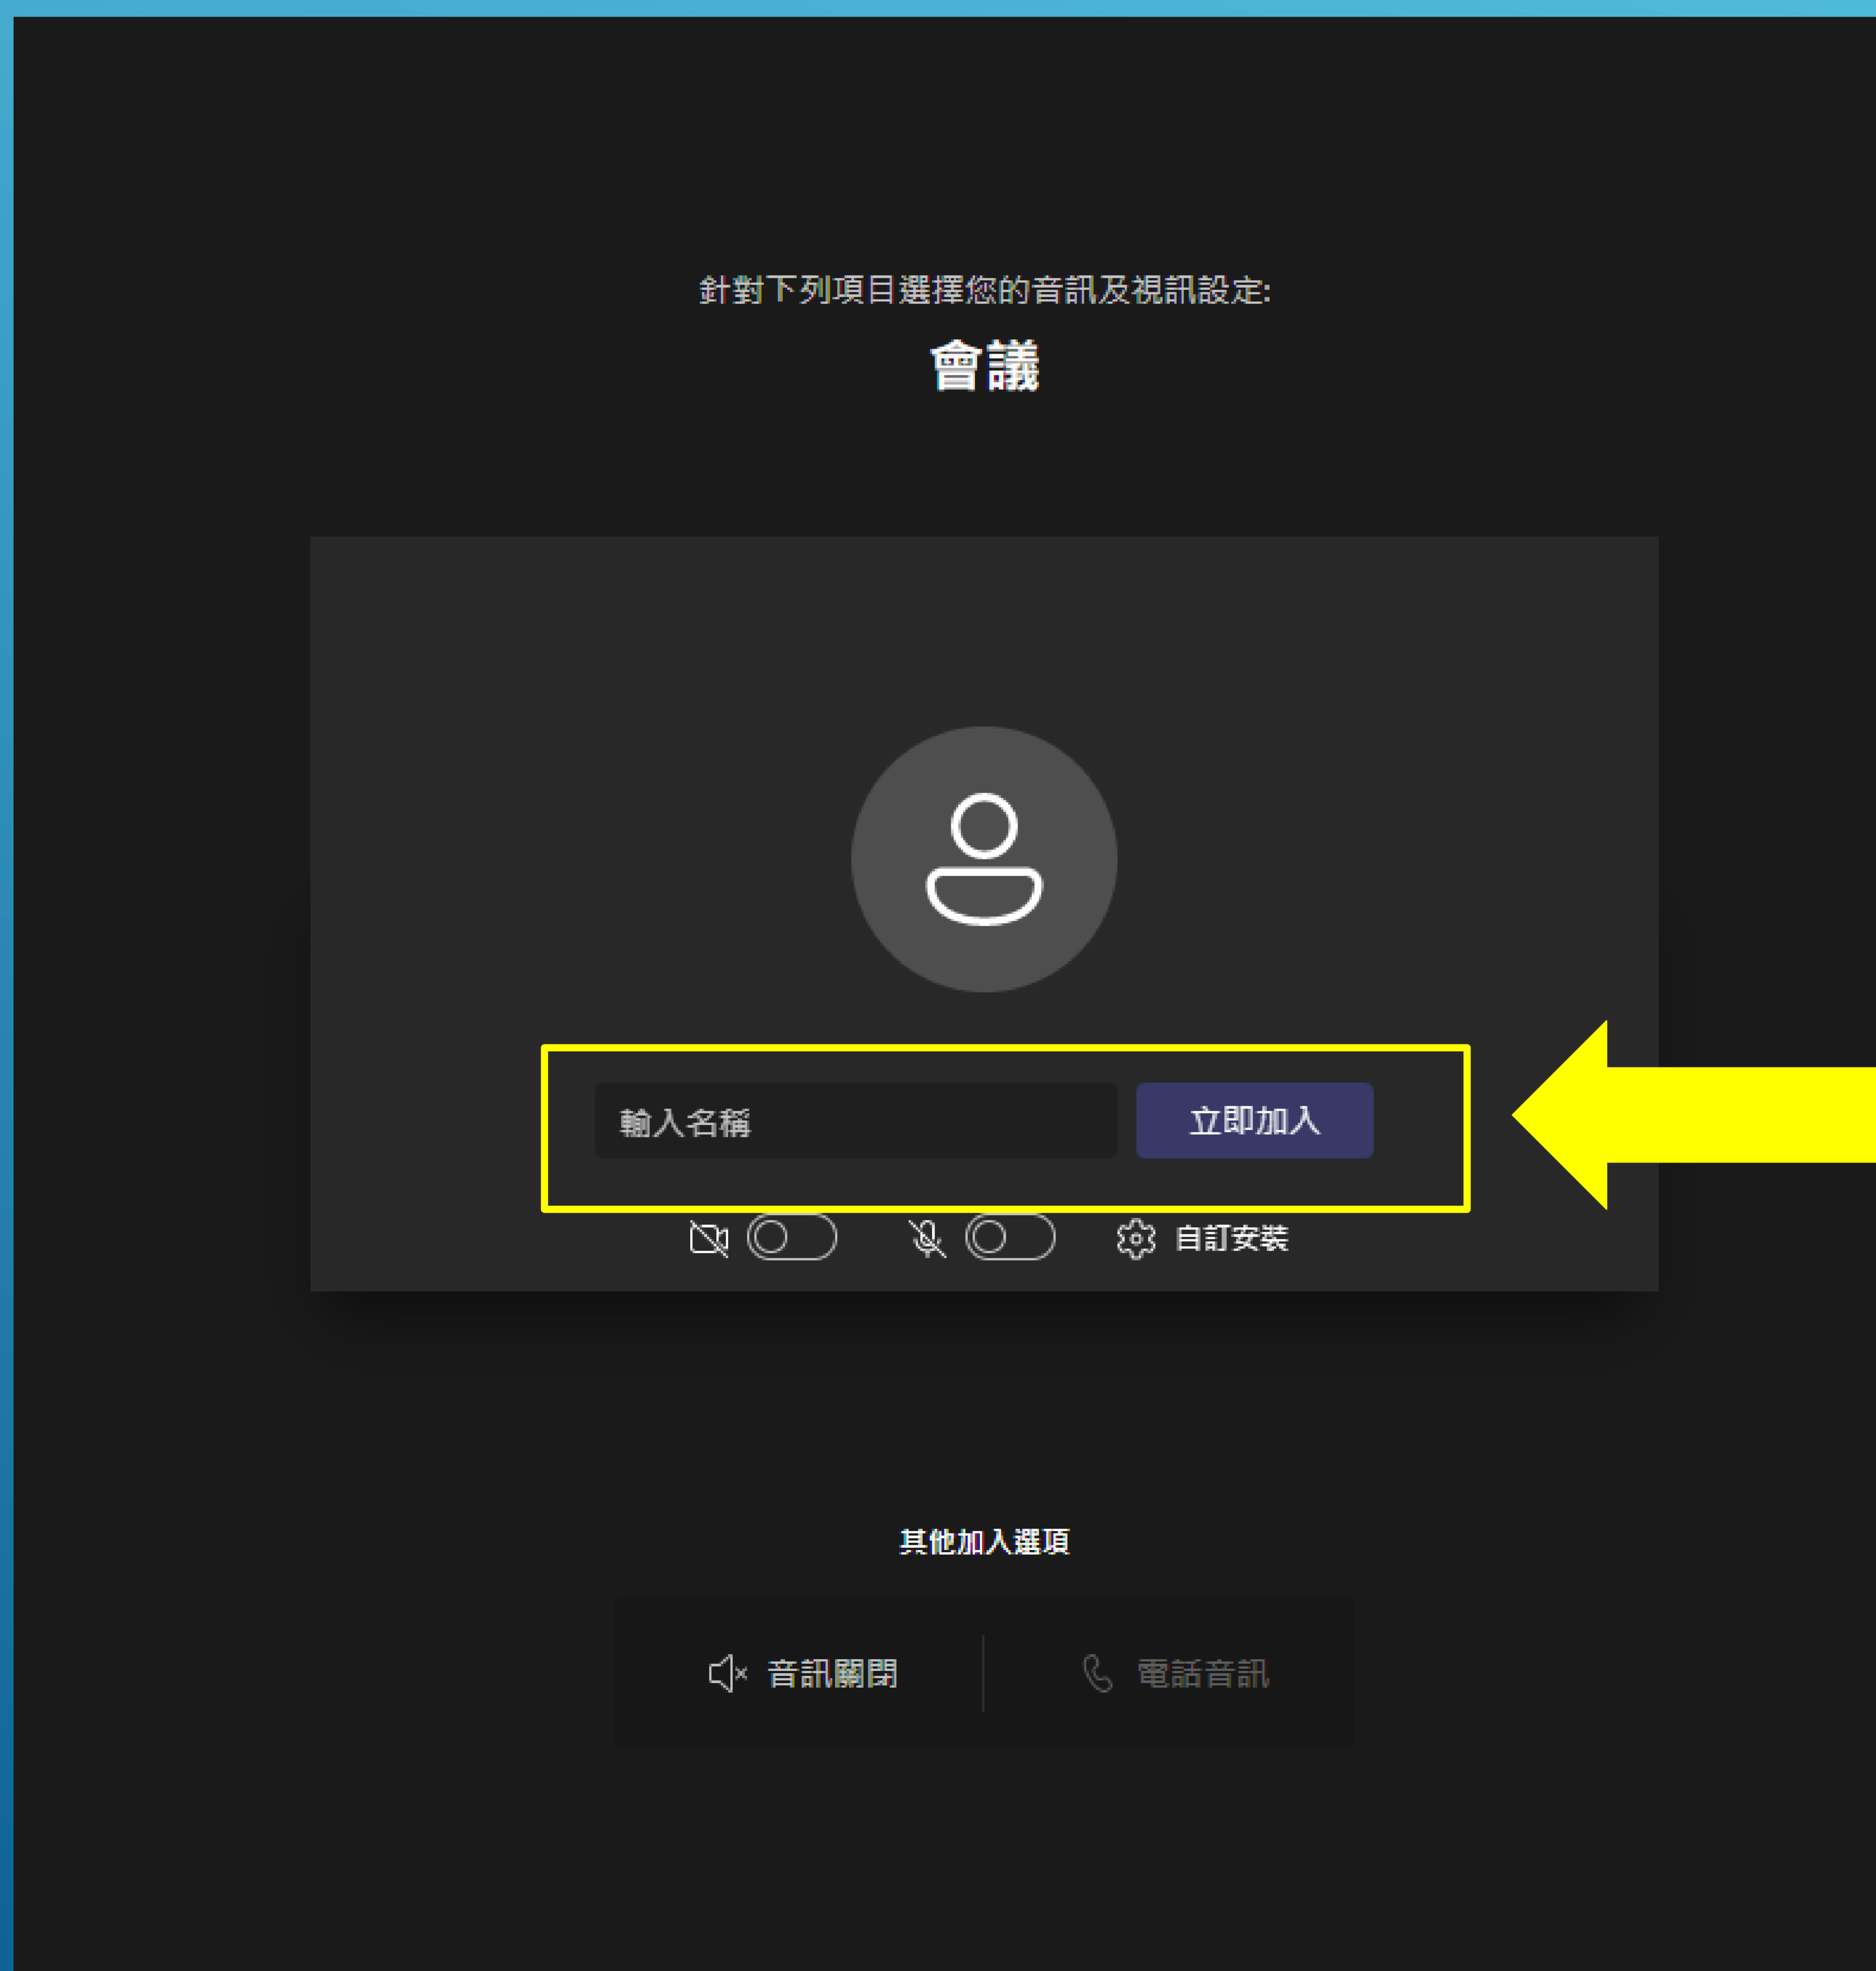 針對下列項目選擇您的音訊及視訊設定:
會議
輸入名稱
立即加入
自訂安裝
其他加入選項
音訊關閉
電話音訊